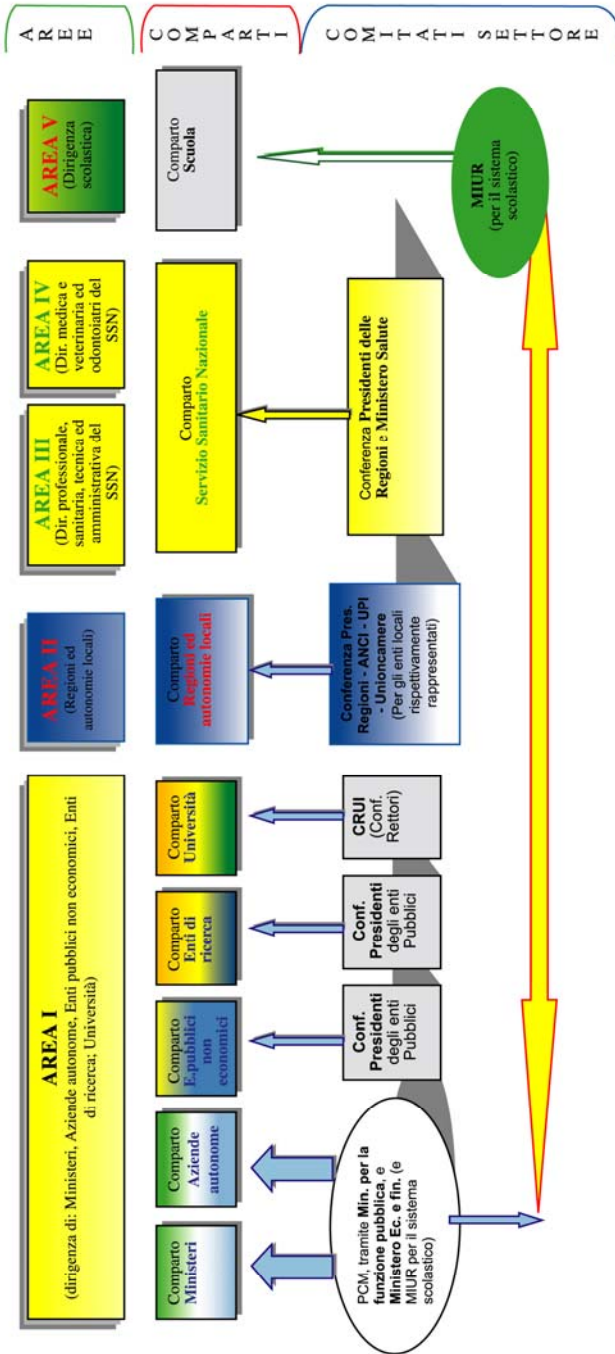 AREE
AREA I
(dirigenza di: Ministeri, Aziende autonome, Enti pubblici non economici, Enti
di ricerca; Università)
AREA II
(Regioni ed
autonomie locali)
AREA III
(Dir. professionale,
sanitaria, tecnica ed
amministrativa del
SSN)
AREA IV
(Dir. medica e
veterinaria ed
odontoiatri del
SSN)
AREA V
(Dirigenza
scolastica)
COMPARTI
Comparto
Ministeri
Comparto
Aziende
autonome
Comparto
E.pubblici
non
economici
Comparto
Enti di
ricerca
Comparto
Università
Comparto
Regioni ed
autonomie locali
Comparto
Servizio Sanitario Nazionale
Comparto
Scuola
COMITATI SETTORE
PCM, tramite Min. per la
funzione pubblica, e
Ministero Ec. e fin. (e
MIUR per il sistema
scolastico)
Conf.
Presidenti
degli enti
Pubblici
Conf.
Presidenti
degli enti
Pubblici
CRUI
(Conf.
Rettori)
Conferenza Pres.
Regioni - ANCI - UPI
- Unioncamere
(Per gli enti locali
rispettivamente
rappresentati)
Conferenza Presidenti delle
Regioni e Ministero Salute
MIUR
(per il sistema
scolastico)